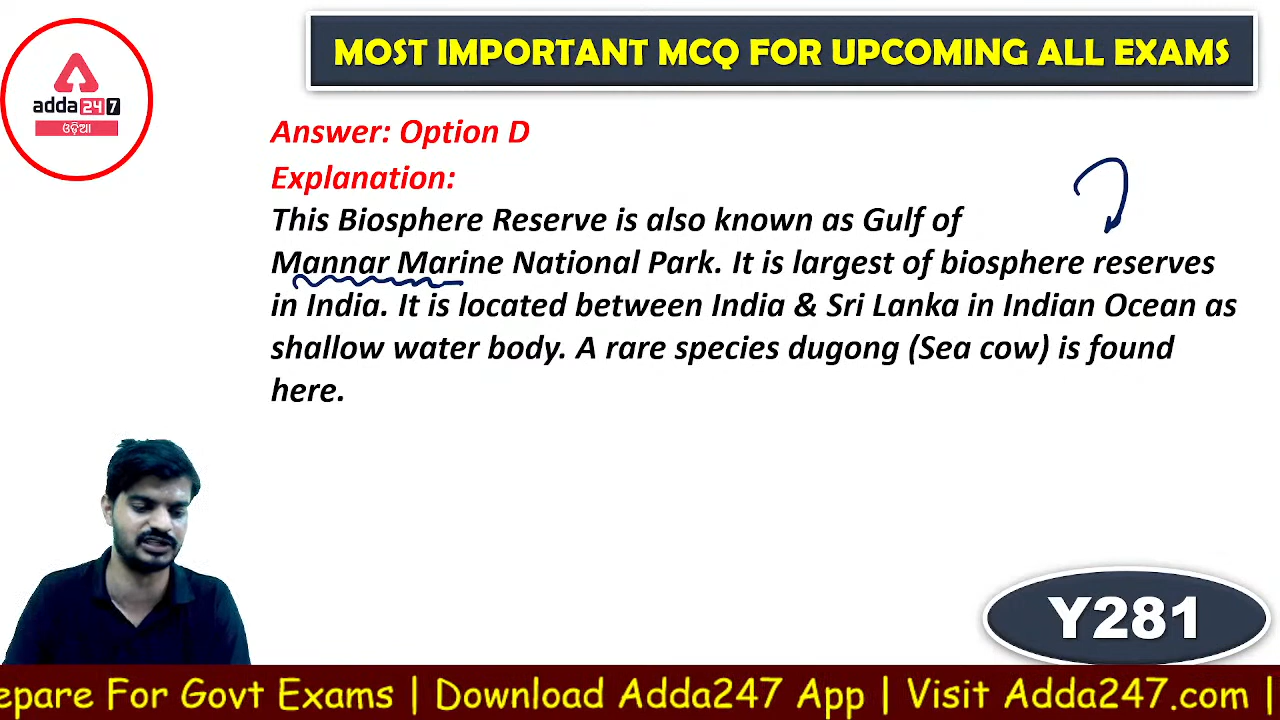 MOST IMPORTANT MCQ FOR UPCOMING ALL EXAMS
adda247
ଓଡ଼ିଆ
Answer: Option D
Explanation:
This Biosphere Reserve is also known as Gulf of
Mannar Marine National Park. It is largest of biosphere reserves
in India. It is located between India & Sri Lanka in Indian Ocean as
shallow water body. A rare species dugong (Sea cow) is found
here.
Y281
epare For Govt Exams | Download Adda247 App | Visit Adda247.com |